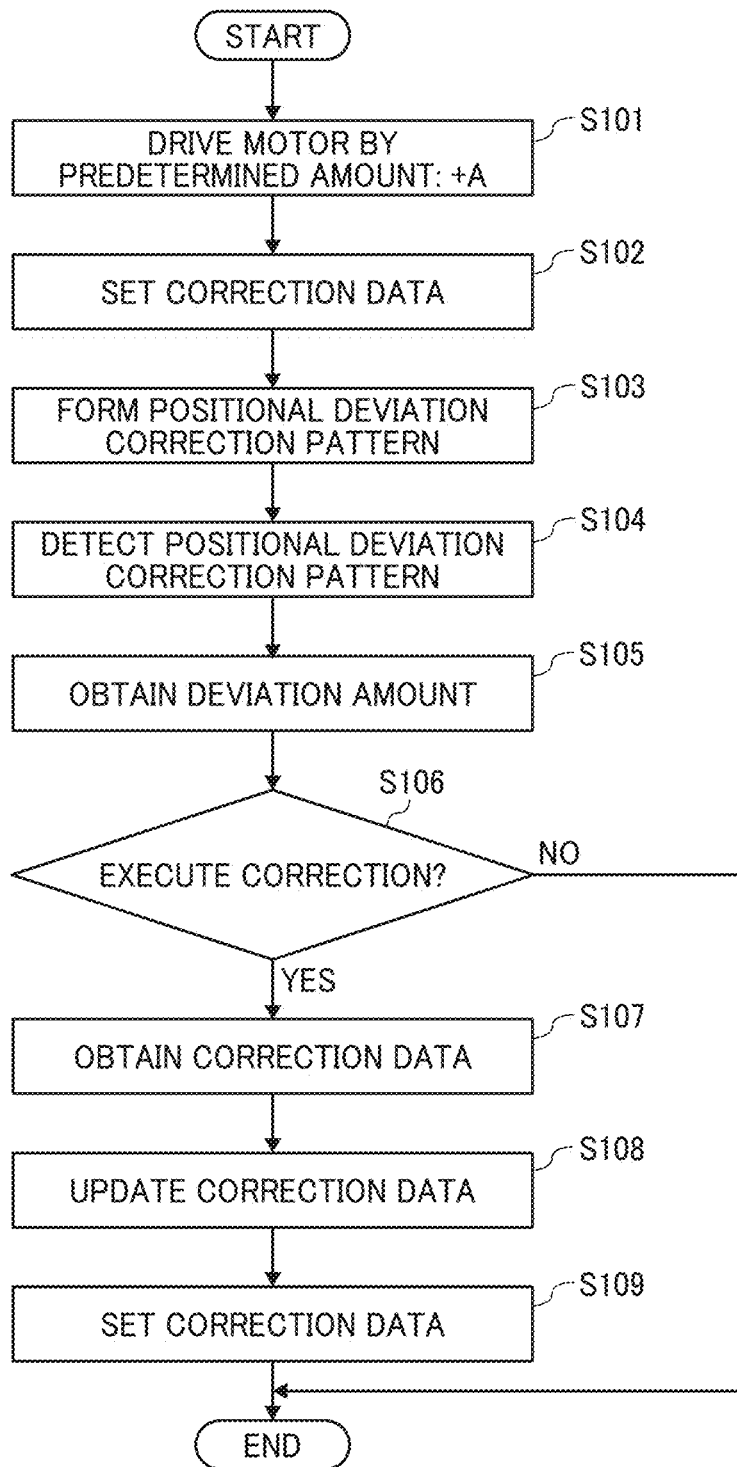 START
S101
DRIVE MOTOR BY
PREDETERMINED AMOUNT: +A
S102
SET CORRECTION DATA
S103
FORM POSITIONAL DEVIATION
CORRECTION PATTERN
S104
DETECT POSITIONAL DEVIATION
CORRECTION PATTERN
S105
OBTAIN DEVIATION AMOUNT
S106
EXECUTE CORRECTION?
NO
YES
S107
OBTAIN CORRECTION DATA
S108
UPDATE CORRECTION DATA
S109
SET CORRECTION DATA
END